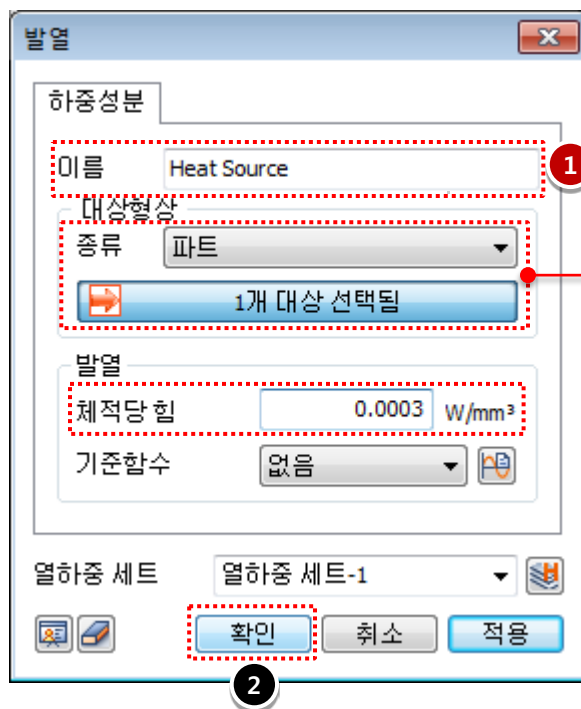 발열
하중성분
이름 Heat Source 1
대상형상
종류 파트
1개 대상 선택됨
발열
체적당 힘 0.0003 W/mm³
기준함수 없음
열하중 세트 열하중 세트-1
확인 취소 적용
2